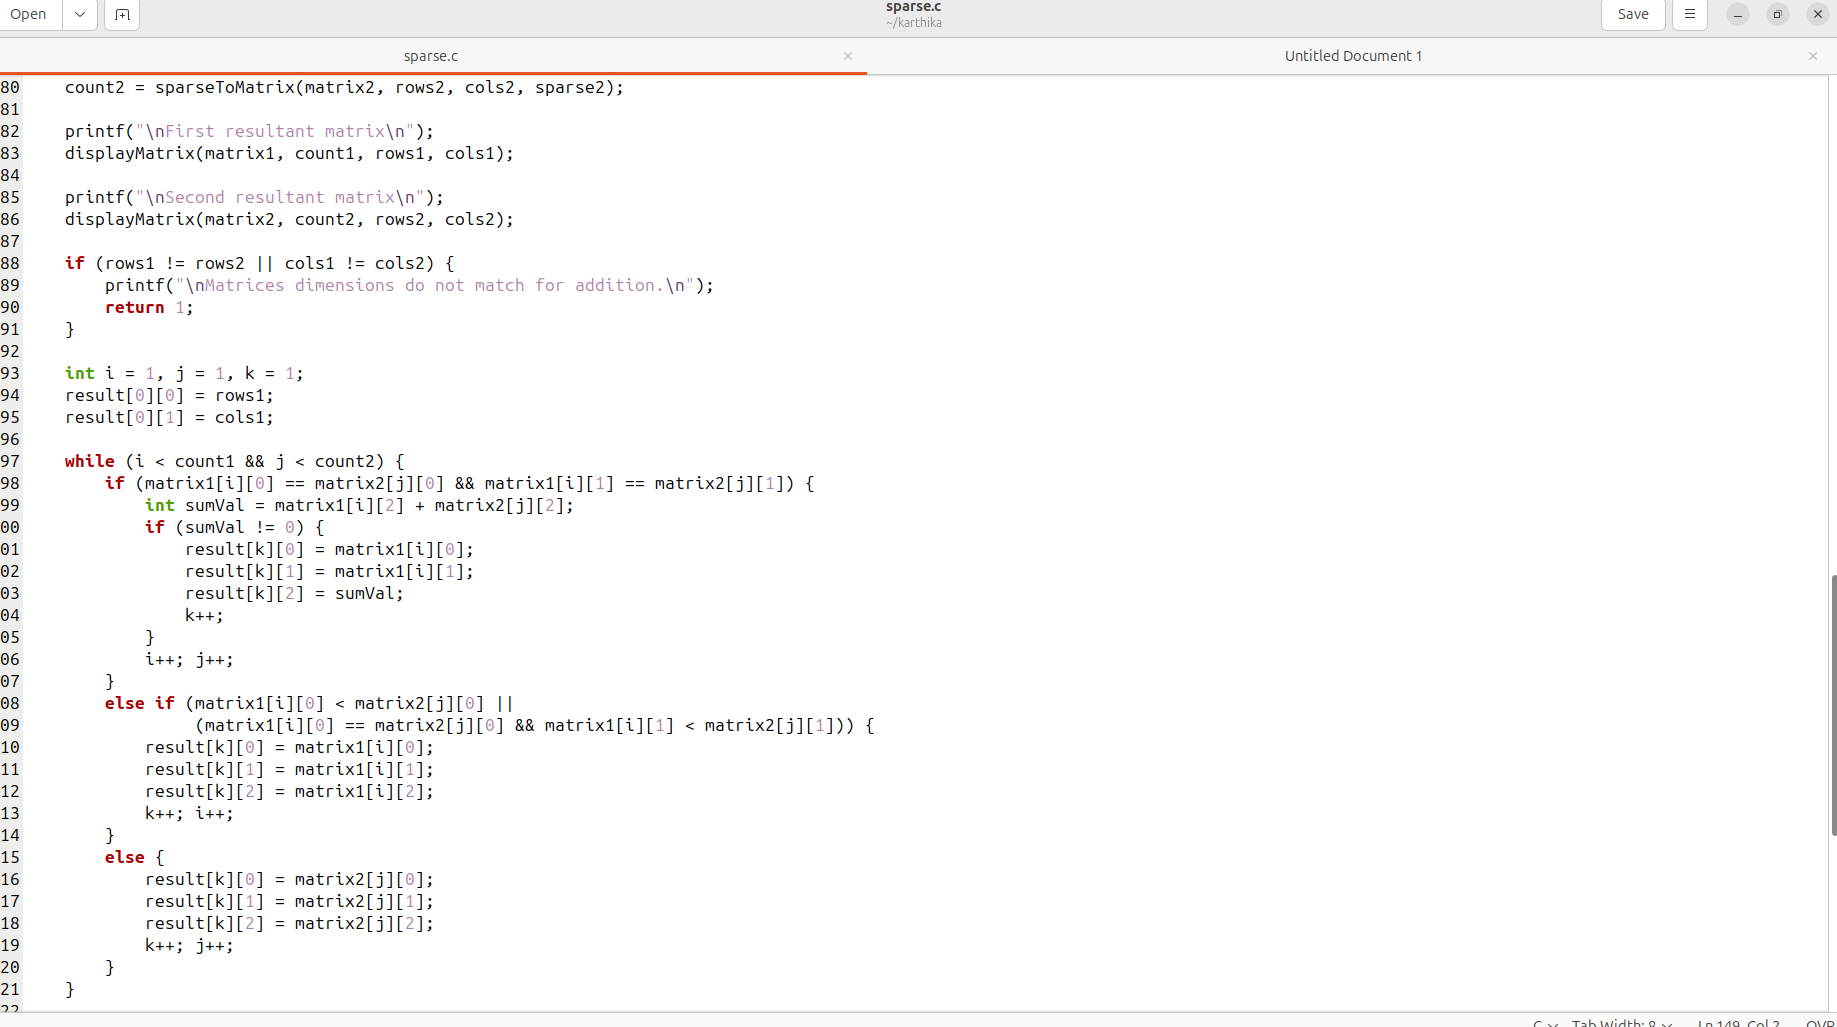 Open
sparse.c
~/karthika
Save
sparse.c
Untitled Document 1
80    count2 = sparseToMatrix(matrix2, rows2, cols2, sparse2);
81
82    printf("\nFirst resultant matrix\n");
83    displayMatrix(matrix1, count1, rows1, cols1);
84
85    printf("\nSecond resultant matrix\n");
86    displayMatrix(matrix2, count2, rows2, cols2);
87
88    if (rows1 != rows2 || cols1 != cols2) {
89        printf("\nMatrices dimensions do not match for addition.\n");
90        return 1;
91    }
92
93    int i = 1, j = 1, k = 1;
94    result[0][0] = rows1;
95    result[0][1] = cols1;
96
97    while (i < count1 && j < count2) {
98        if (matrix1[i][0] == matrix2[j][0] && matrix1[i][1] == matrix2[j][1]) {
99            int sumVal = matrix1[i][2] + matrix2[j][2];
00            if (sumVal != 0) {
01                result[k][0] = matrix1[i][0];
02                result[k][1] = matrix1[i][1];
03                result[k][2] = sumVal;
04                k++;
05            }
06            i++; j++;
07        }
08        else if (matrix1[i][0] < matrix2[j][0] ||
09                 (matrix1[i][0] == matrix2[j][0] && matrix1[i][1] < matrix2[j][1])) {
10            result[k][0] = matrix1[i][0];
11            result[k][1] = matrix1[i][1];
12            result[k][2] = matrix1[i][2];
13            k++; i++;
14        }
15        else {
16            result[k][0] = matrix2[j][0];
17            result[k][1] = matrix2[j][1];
18            result[k][2] = matrix2[j][2];
19            k++; j++;
20        }
21    }
22
C Tab Width: 8 Ln 149, Col 2 OVR